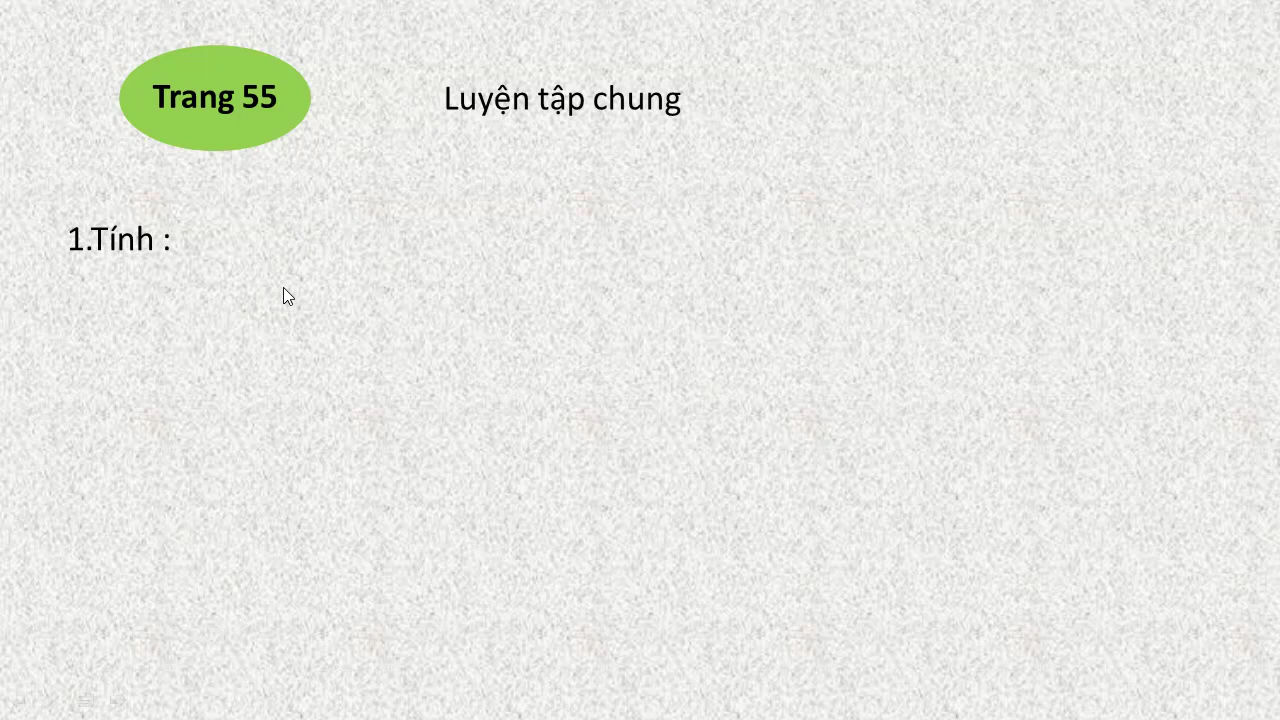 Trang 55
Luyện tập chung
1.Tính :